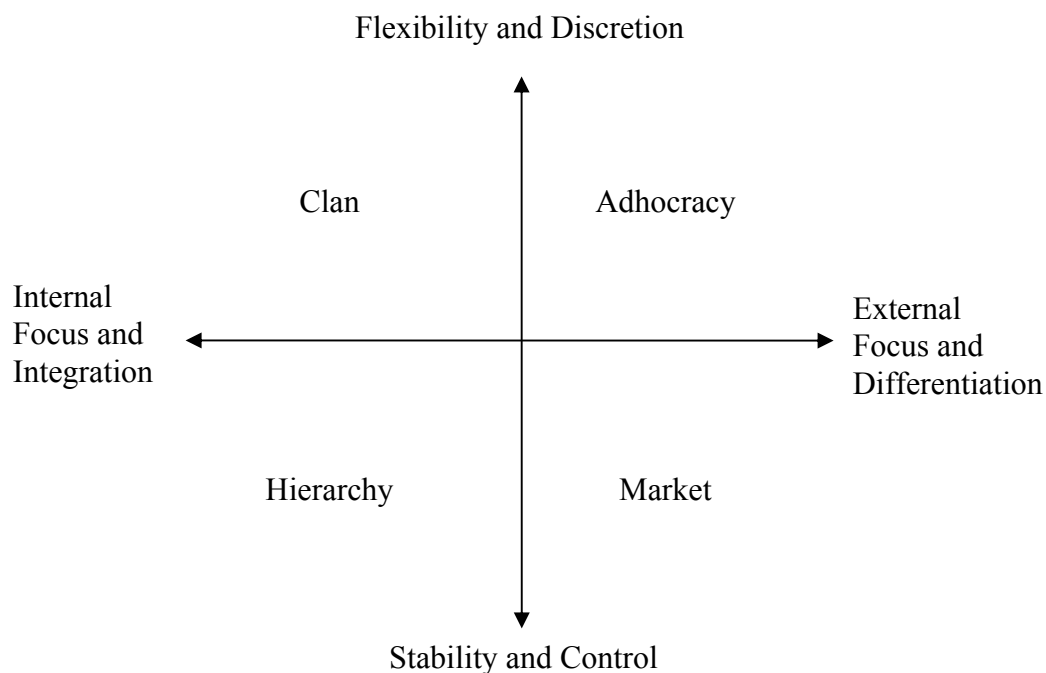 Flexibility and Discretion
Clan
Adhocracy
Internal
Focus and
Integration
External
Focus and
Differentiation
Hierarchy
Market
Stability and Control